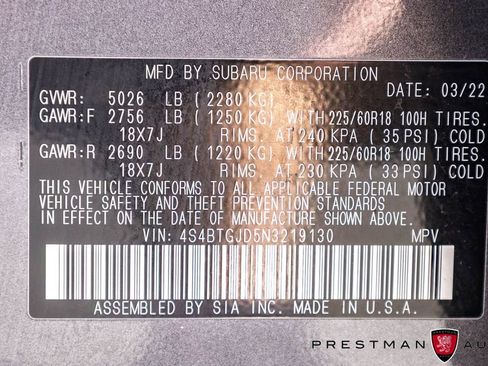 MFD BY SUBARU CORPORATION
DATE: 03/22
GVWR: 5026 LB ( 2280 KG)
GAWR:F 2756 LB ( 1250 KG) WITH 225/60R18 100H TIRES.
18X7J RIMS. AT 240 KPA ( 35 PSI) COLD
GAWR:R 2690 LB ( 1220 KG) WITH 225/60R18 100H TIRES.
18X7J RIMS. AT 230 KPA ( 33 PSI) COLD
THIS VEHICLE CONFORMS TO ALL APPLICABLE FEDERAL MOTOR
VEHICLE SAFETY, BUMPER, AND THEFT PREVENTION STANDARDS
IN EFFECT ON THE DATE OF MANUFACTURE SHOWN ABOVE.
VIN: 4S4BTGJD5N3219130 MPV
ASSEMBLED BY SIA INC. MADE IN U.S.A.
PRESTMAN AU